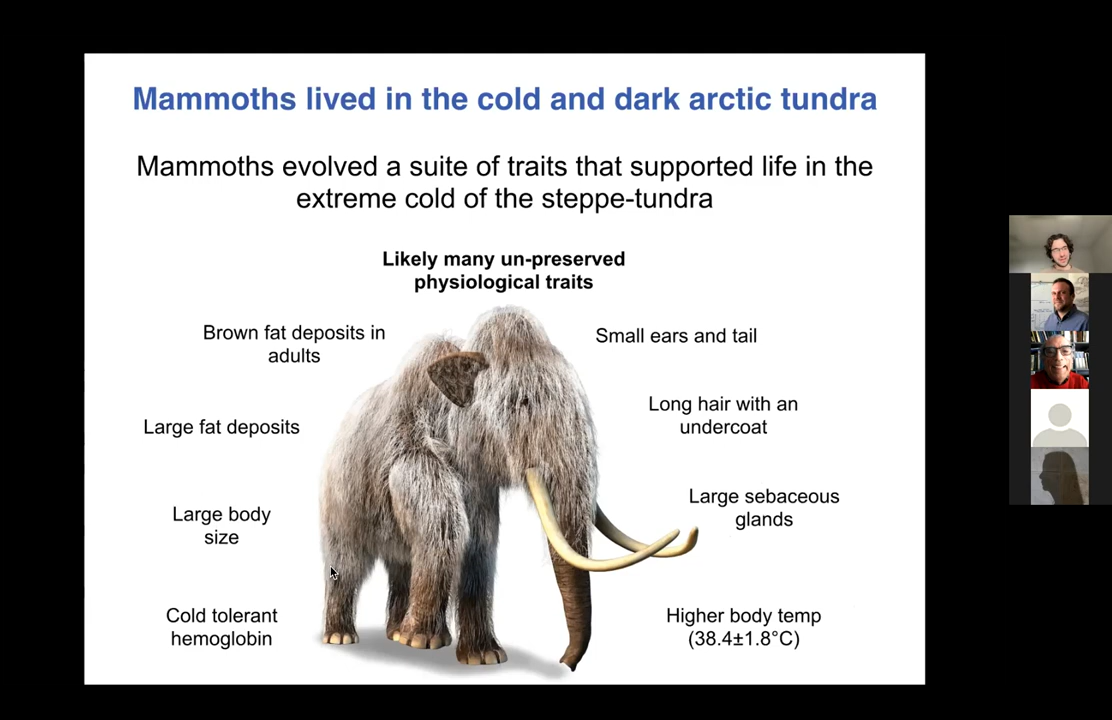 Mammoths lived in the cold and dark arctic tundra
Mammoths evolved a suite of traits that supported life in the
extreme cold of the steppe-tundra
Likely many un-preserved
physiological traits
Brown fat deposits in
adults
Small ears and tail
Large fat deposits
Long hair with an
undercoat
Large body
size
Large sebaceous
glands
Cold tolerant
hemoglobin
Higher body temp
(38.4±1.8°C)